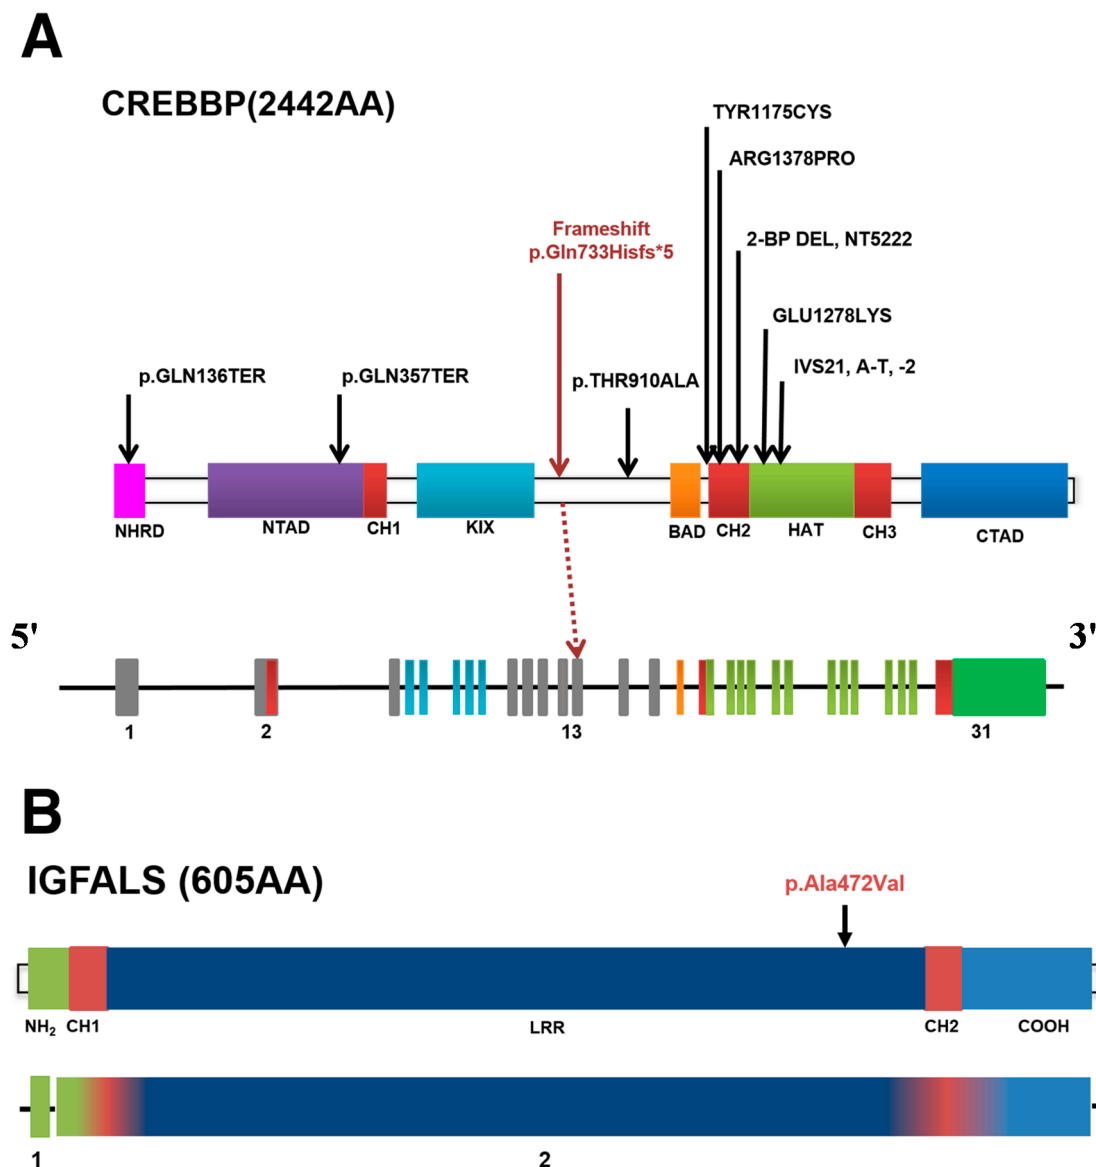 A
CREBBP(2442AA)
TYR1175CYS
ARG1378PRO
Frameshift
p.Gln733Hisfs*5
2-BP DEL, NT5222
GLU1278LYS
IVS21, A-T, -2
p.GLN136TER
p.GLN357TER
p.THR910ALA
NHRD
NTAD
CH1
KIX
BAD
CH2
HAT
CH3
CTAD
5'
3'
1
2
13
31
B
IGFALS (605AA)
p.Ala472Val
NH₂
CH1
LRR
CH2
COOH
1
2